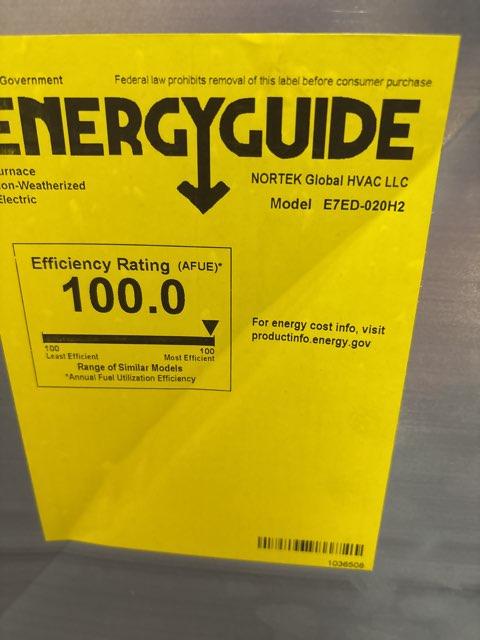 Government
Federal law prohibits removal of this label before consumer purchase
ENERGYGUIDE
urnace
on-Weatherized
Electric
NORTEK Global HVAC LLC
Model E7ED-020H2
Efficiency Rating (AFUE)*
100.0
100
100
Least Efficient
Most Efficient
Range of Similar Models
*Annual Fuel Utilization Efficiency
For energy cost info, visit
productinfo.energy.gov
1036508